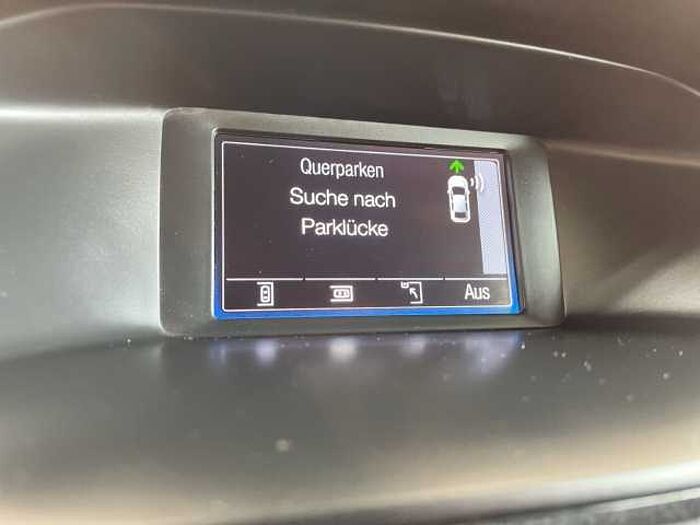 Querparken
Suche nach
Parklücke
Aus